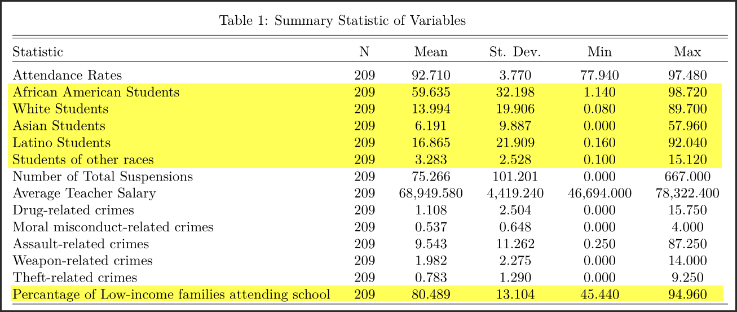 Table 1: Summary Statistic of Variables
Statistic N Mean St. Dev. Min Max
Attendance Rates 209 92.710 3.770 77.940 97.480
African American Students 209 59.635 32.198 1.140 98.720
White Students 209 13.994 19.906 0.080 89.700
Asian Students 209 6.191 9.887 0.000 57.960
Latino Students 209 16.865 21.909 0.160 92.040
Students of other races 209 3.283 2.528 0.100 15.120
Number of Total Suspensions 209 75.266 101.201 0.000 667.000
Average Teacher Salary 209 68,949.580 4,419.240 46,694.000 78,322.400
Drug-related crimes 209 1.108 2.504 0.000 15.750
Moral misconduct-related crimes 209 0.537 0.648 0.000 4.000
Assault-related crimes 209 9.543 11.262 0.250 87.250
Weapon-related crimes 209 1.982 2.275 0.000 14.000
Theft-related crimes 209 0.783 1.290 0.000 9.250
Percantage of Low-income families attending school 209 80.489 13.104 45.440 94.960